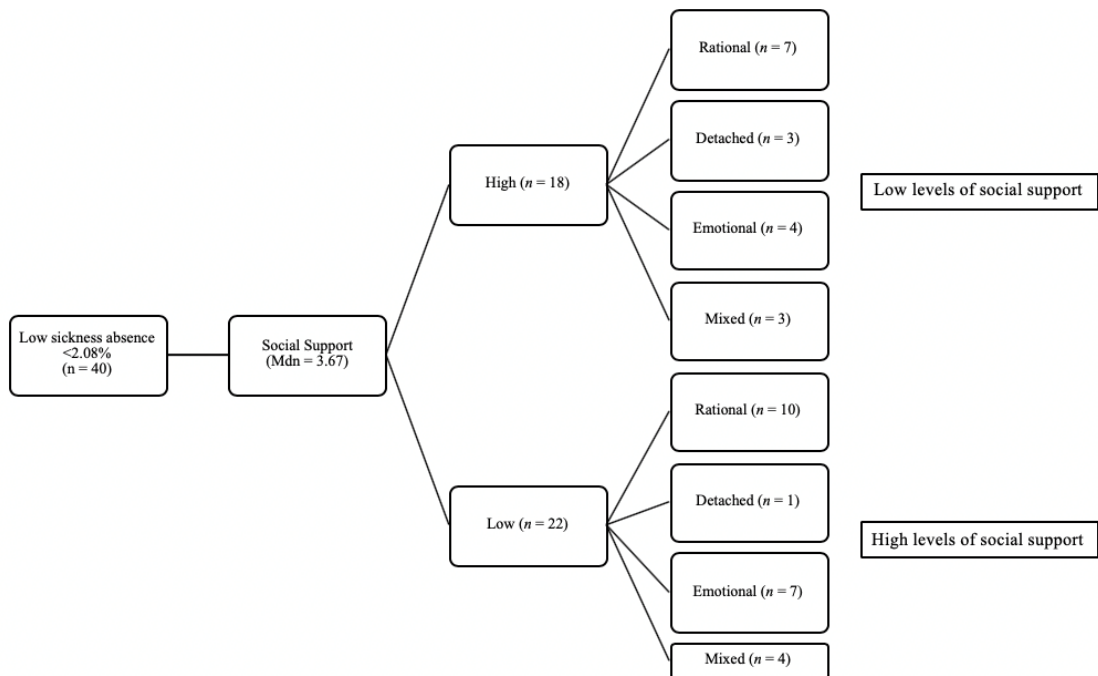 Low sickness absence
<2.08%
(n = 40)
Social Support
(Mdn = 3.67)
High (n = 18)
Low (n = 22)
Rational (n = 7)
Detached (n = 3)
Emotional (n = 4)
Mixed (n = 3)
Rational (n = 10)
Detached (n = 1)
Emotional (n = 7)
Mixed (n = 4)
Low levels of social support
High levels of social support